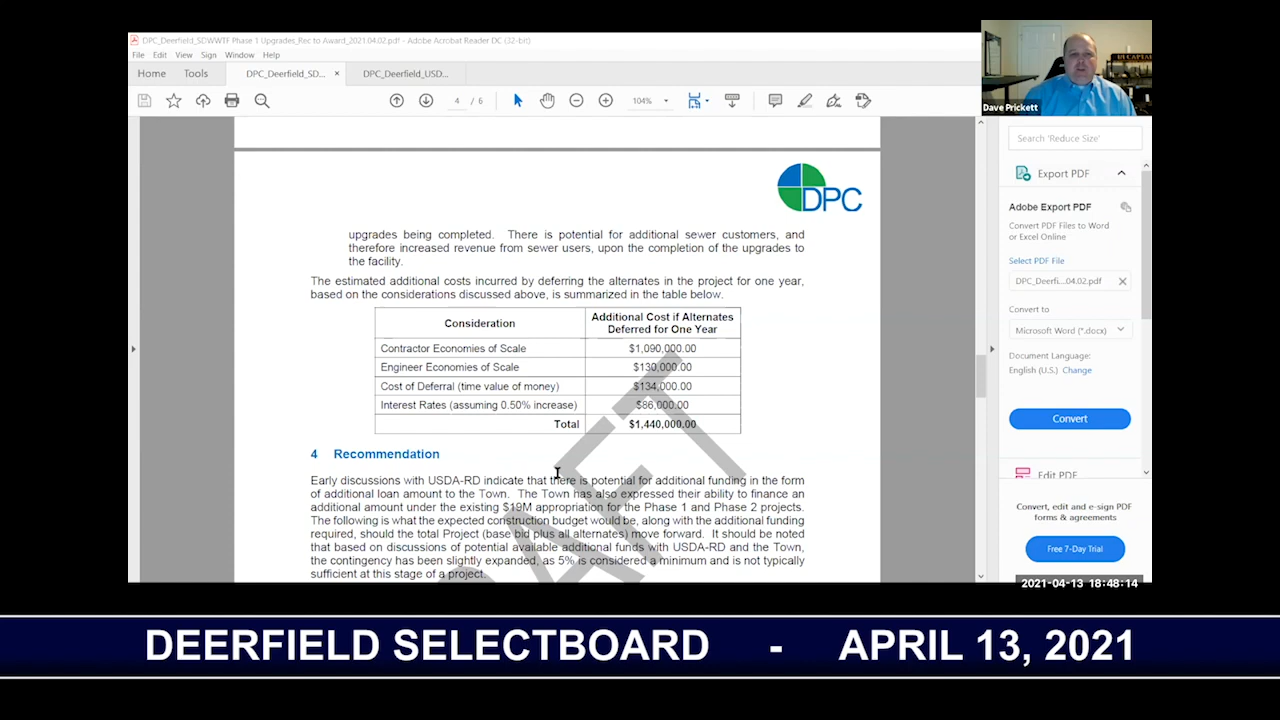 DPC_Deerfield_SDWWTF Phase 1 Upgrades_Rec to Award_2021.04.02.pdf - Adobe Acrobat Reader DC (32-bit)
File Edit View Sign Window Help
Home Tools DPC_Deerfield_SD... × DPC_Deerfield_USD...
4 / 6 104%
Dave Prickett
Search 'Reduce Size'
Export PDF
Adobe Export PDF
Convert PDF Files to Word
or Excel Online
Select PDF File
DPC_Deerfi...04.02.pdf
Convert to
Microsoft Word (*.docx)
Document Language:
English (U.S.) Change
Convert
Edit PDF
Convert, edit and e-sign PDF
forms & agreements
Free 7-Day Trial
DPC
upgrades being completed. There is potential for additional sewer customers, and
therefore increased revenue from sewer users, upon the completion of the upgrades to
the facility.
The estimated additional costs incurred by deferring the alternates in the project for one year,
based on the considerations discussed above, is summarized in the table below.
Consideration Additional Cost if Alternates
Deferred for One Year
Contractor Economies of Scale $1,090,000.00
Engineer Economies of Scale $130,000.00
Cost of Deferral (time value of money) $134,000.00
Interest Rates (assuming 0.50% increase) $86,000.00
Total $1,440,000.00
4 Recommendation
Early discussions with USDA-RD indicate that there is potential for additional funding in the form
of additional loan amount to the Town. The Town has also expressed their ability to finance an
additional amount under the existing $19M appropriation for the Phase 1 and Phase 2 projects.
The following is what the expected construction budget would be, along with the additional funding
required, should the total Project (base bid plus all alternates) move forward. It should be noted
that based on discussions of potential available additional funds with USDA-RD and the Town,
the contingency has been slightly expanded, as 5% is considered a minimum and is not typically
sufficient at this stage of a project.
2021-04-13 18:48:14
DEERFIELD SELECTBOARD - APRIL 13, 2021